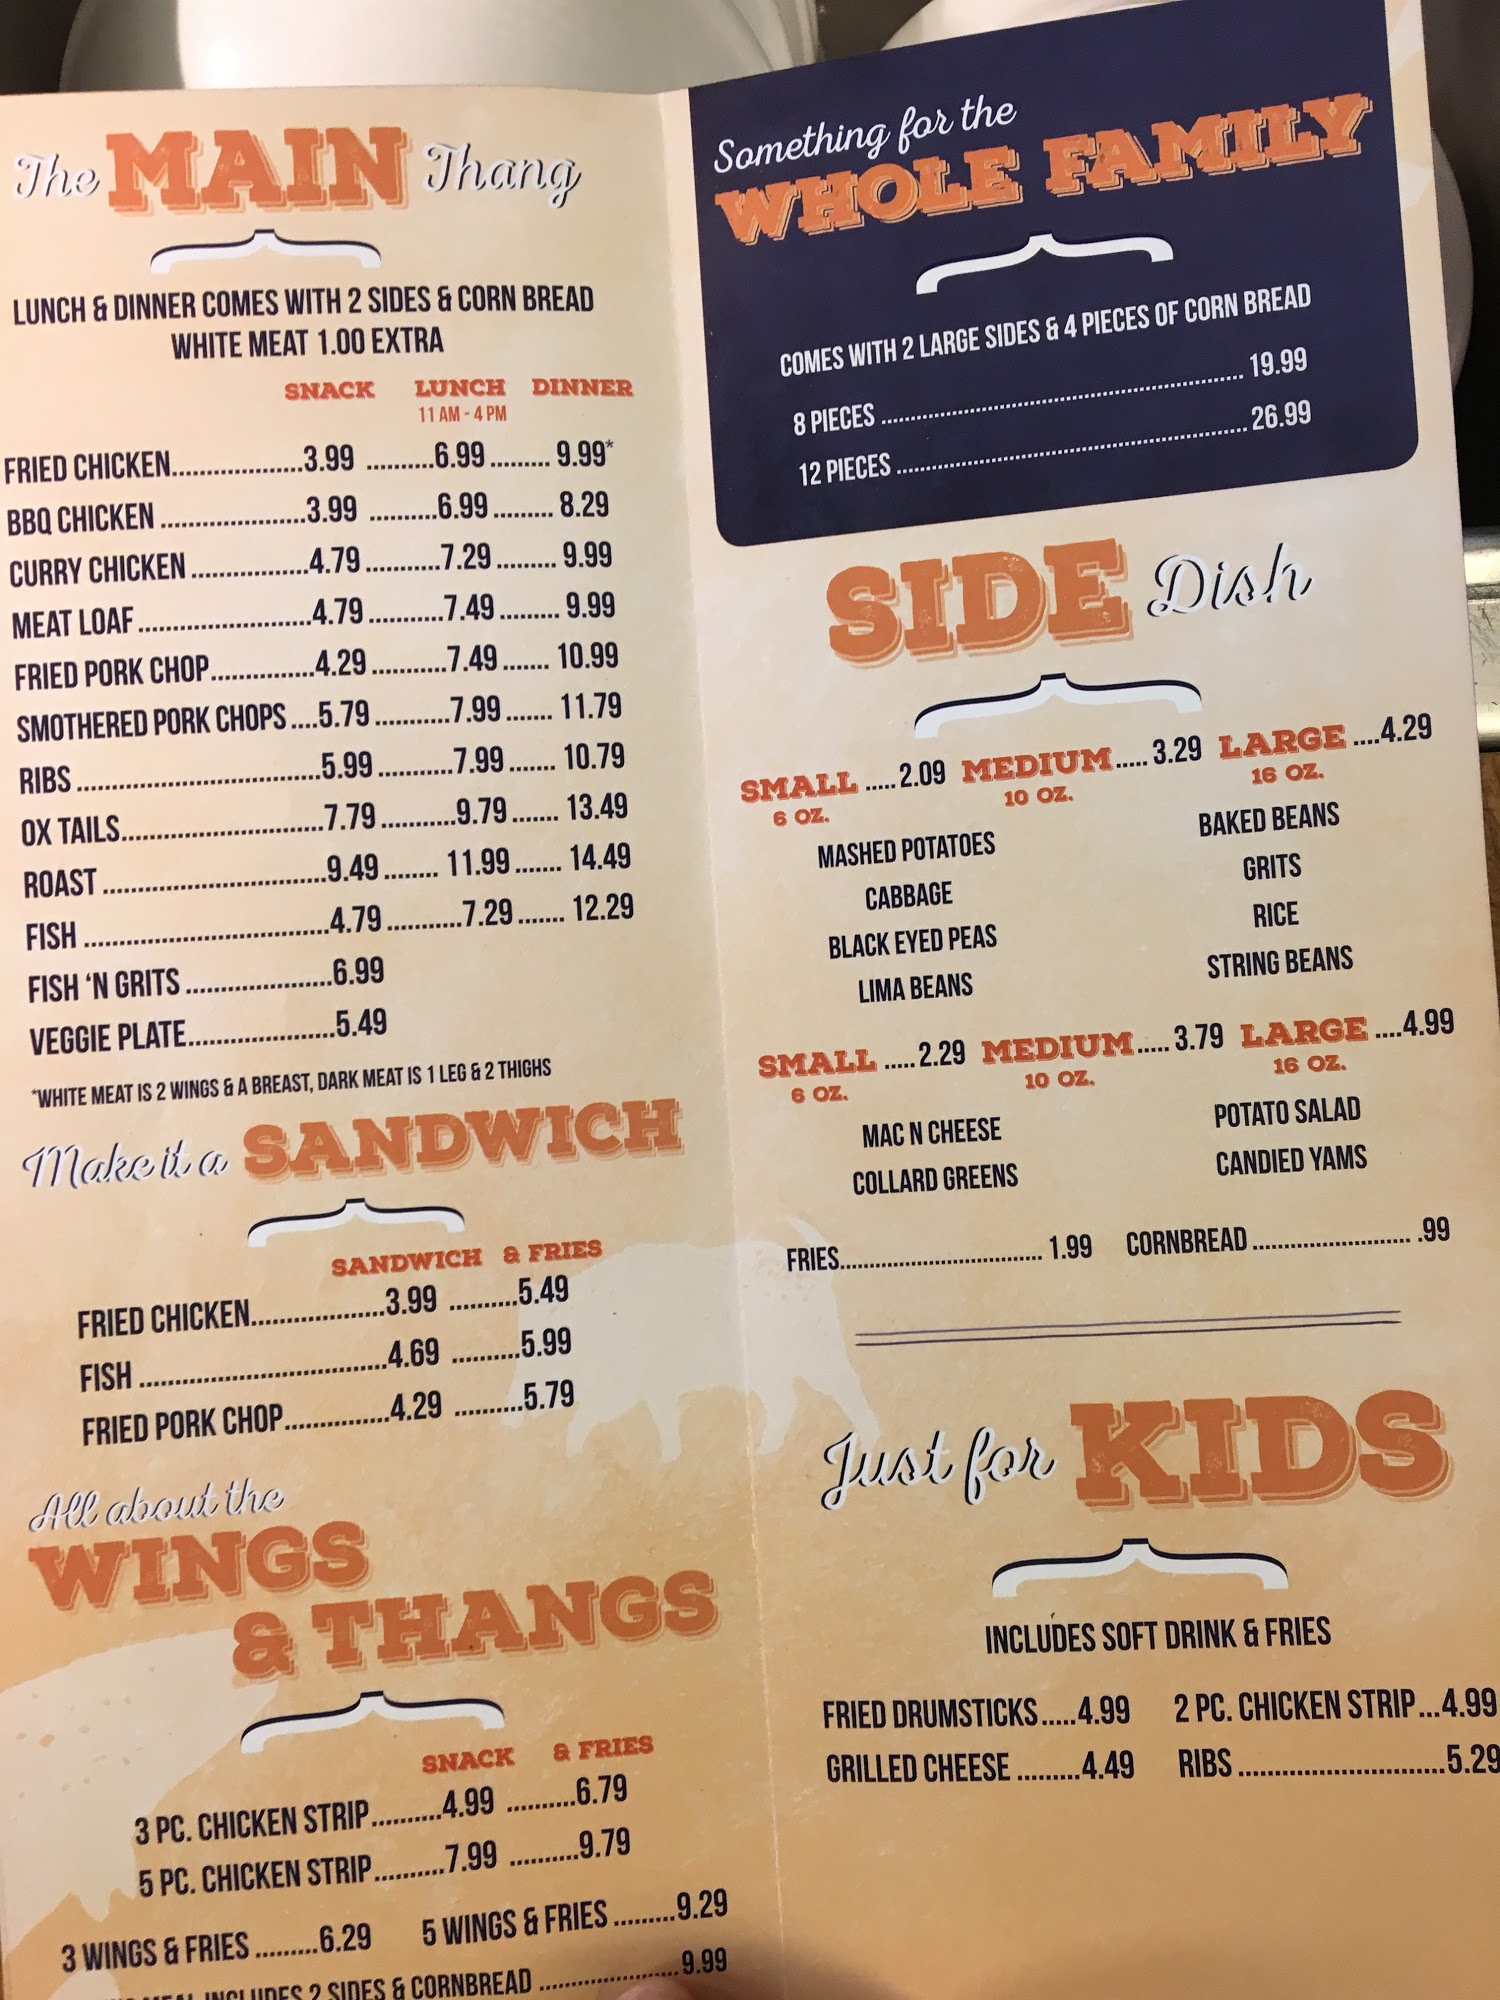 The MAIN Thang
LUNCH & DINNER COMES WITH 2 SIDES & CORN BREAD
WHITE MEAT 1.00 EXTRA
SNACK LUNCH DINNER
11 AM - 4 PM
FRIED CHICKEN..................3.99 ..........6.99......... 9.99*
BBQ CHICKEN ....................3.99 ..........6.99......... 8.29
CURRY CHICKEN ................4.79 ..........7.29......... 9.99
MEAT LOAF........................4.79 ..........7.49......... 9.99
FRIED PORK CHOP..............4.29 ..........7.49....... 10.99
SMOTHERED PORK CHOPS ....5.79 ..........7.99....... 11.79
RIBS ..................................5.99 ..........7.99....... 10.79
OX TAILS............................7.79 ..........9.79....... 13.49
ROAST ...............................9.49........ 11.99....... 14.49
FISH ..................................4.79 ..........7.29....... 12.29
FISH ‘N GRITS ....................6.99
VEGGIE PLATE....................5.49
*WHITE MEAT IS 2 WINGS & A BREAST, DARK MEAT IS 1 LEG & 2 THIGHS
Make it a SANDWICH
SANDWICH & FRIES
FRIED CHICKEN...................3.99 ..........5.49
FISH ..................................4.69 ..........5.99
FRIED PORK CHOP...............4.29 ..........5.79
All about the
WINGS
& THANGS
SNACK & FRIES
3 PC. CHICKEN STRIP..........4.99 ..........6.79
5 PC. CHICKEN STRIP..........7.99 ..........9.79
3 WINGS & FRIES .........6.29 5 WINGS & FRIES .........9.29
INCLUDES 2 SIDES & CORNBREAD ....................9.99
Something for the
WHOLE FAMILY
COMES WITH 2 LARGE SIDES & 4 PIECES OF CORN BREAD
8 PIECES .................................................... 19.99
12 PIECES ................................................... 26.99
SIDE Dish
SMALL .....2.09 MEDIUM..... 3.29 LARGE ....4.29
6 OZ. 10 OZ. 16 OZ.
MASHED POTATOES BAKED BEANS
CABBAGE GRITS
BLACK EYED PEAS RICE
LIMA BEANS STRING BEANS
SMALL .....2.29 MEDIUM..... 3.79 LARGE ....4.99
6 OZ. 10 OZ. 16 OZ.
MAC N CHEESE POTATO SALAD
COLLARD GREENS CANDIED YAMS
FRIES............................. 1.99 CORNBREAD ...................... .99
Just for KIDS
INCLUDES SOFT DRINK & FRIES
FRIED DRUMSTICKS.....4.99 2 PC. CHICKEN STRIP...4.99
GRILLED CHEESE .........4.49 RIBS .............................5.29